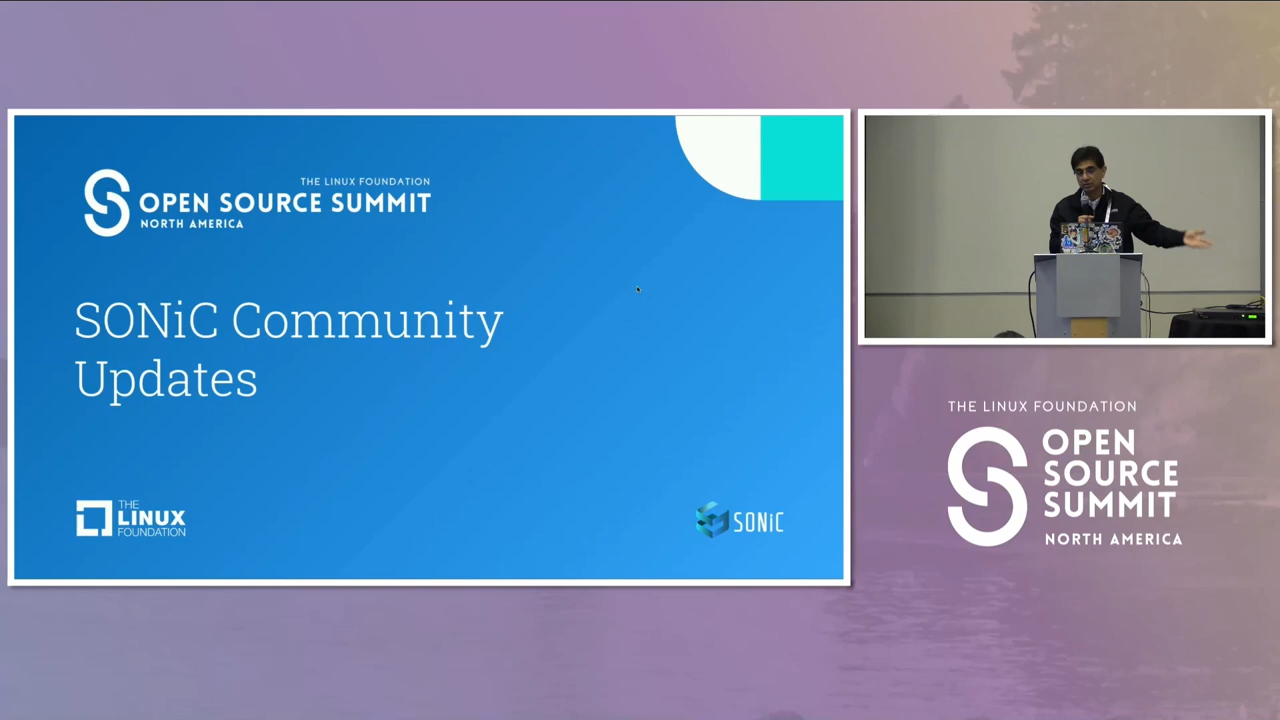 THE LINUX FOUNDATION
OPEN SOURCE SUMMIT
NORTH AMERICA
SONiC Community
Updates
THE
LINUX
FOUNDATION
SONiC
THE LINUX FOUNDATION
OPEN
SOURCE
SUMMIT
NORTH AMERICA